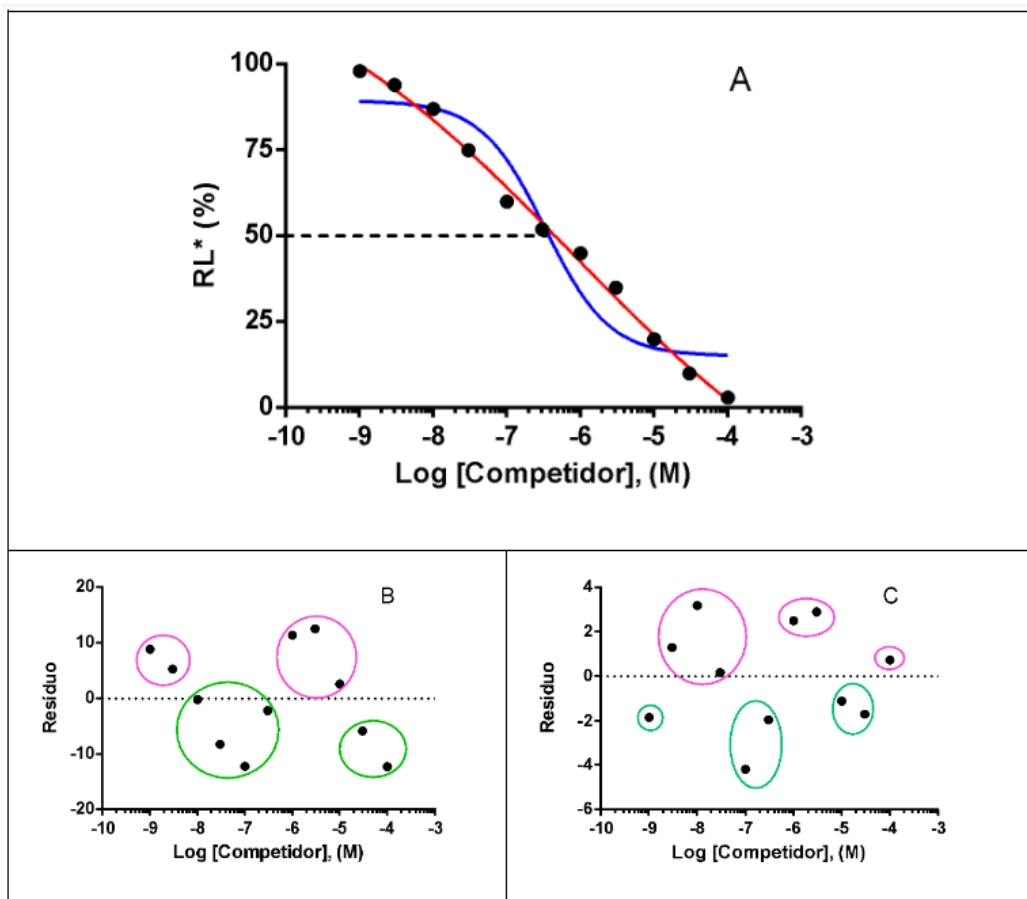 A
100
75
50
25
0
RL* (%)
-10 -9 -8 -7 -6 -5 -4 -3
Log [Competidor], (M)
B
20
10
0
-10
-20
Resíduo
-10 -9 -8 -7 -6 -5 -4 -3
Log [Competidor], (M)
C
4
2
0
-2
-4
-6
Resíduo
-10 -9 -8 -7 -6 -5 -4 -3
Log [Competidor], (M)